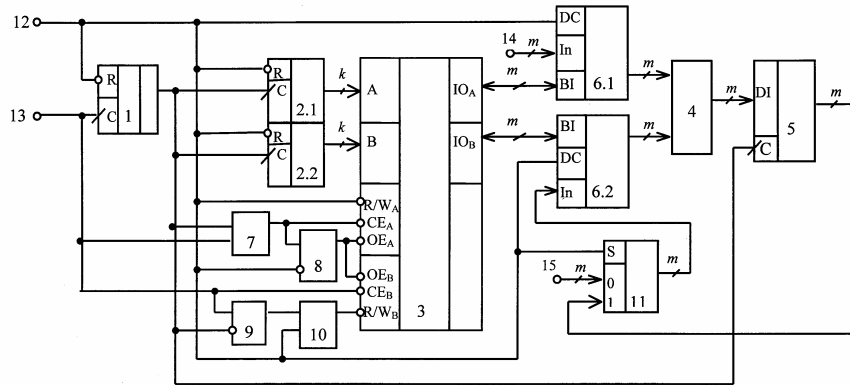 12
13
R
C
1
R
C
2.1
R
C
2.2
k
k
A
B
R/W_A
CE_A
OE_A
OE_B
CE_B
R/W_B
3
IO_A
IO_B
7
8
9
10
14
m
m
m
DC
In
BI
6.1
BI
DC
In
6.2
m
m
4
m
DI
C
5
m
15
m
S
0
1
11
m